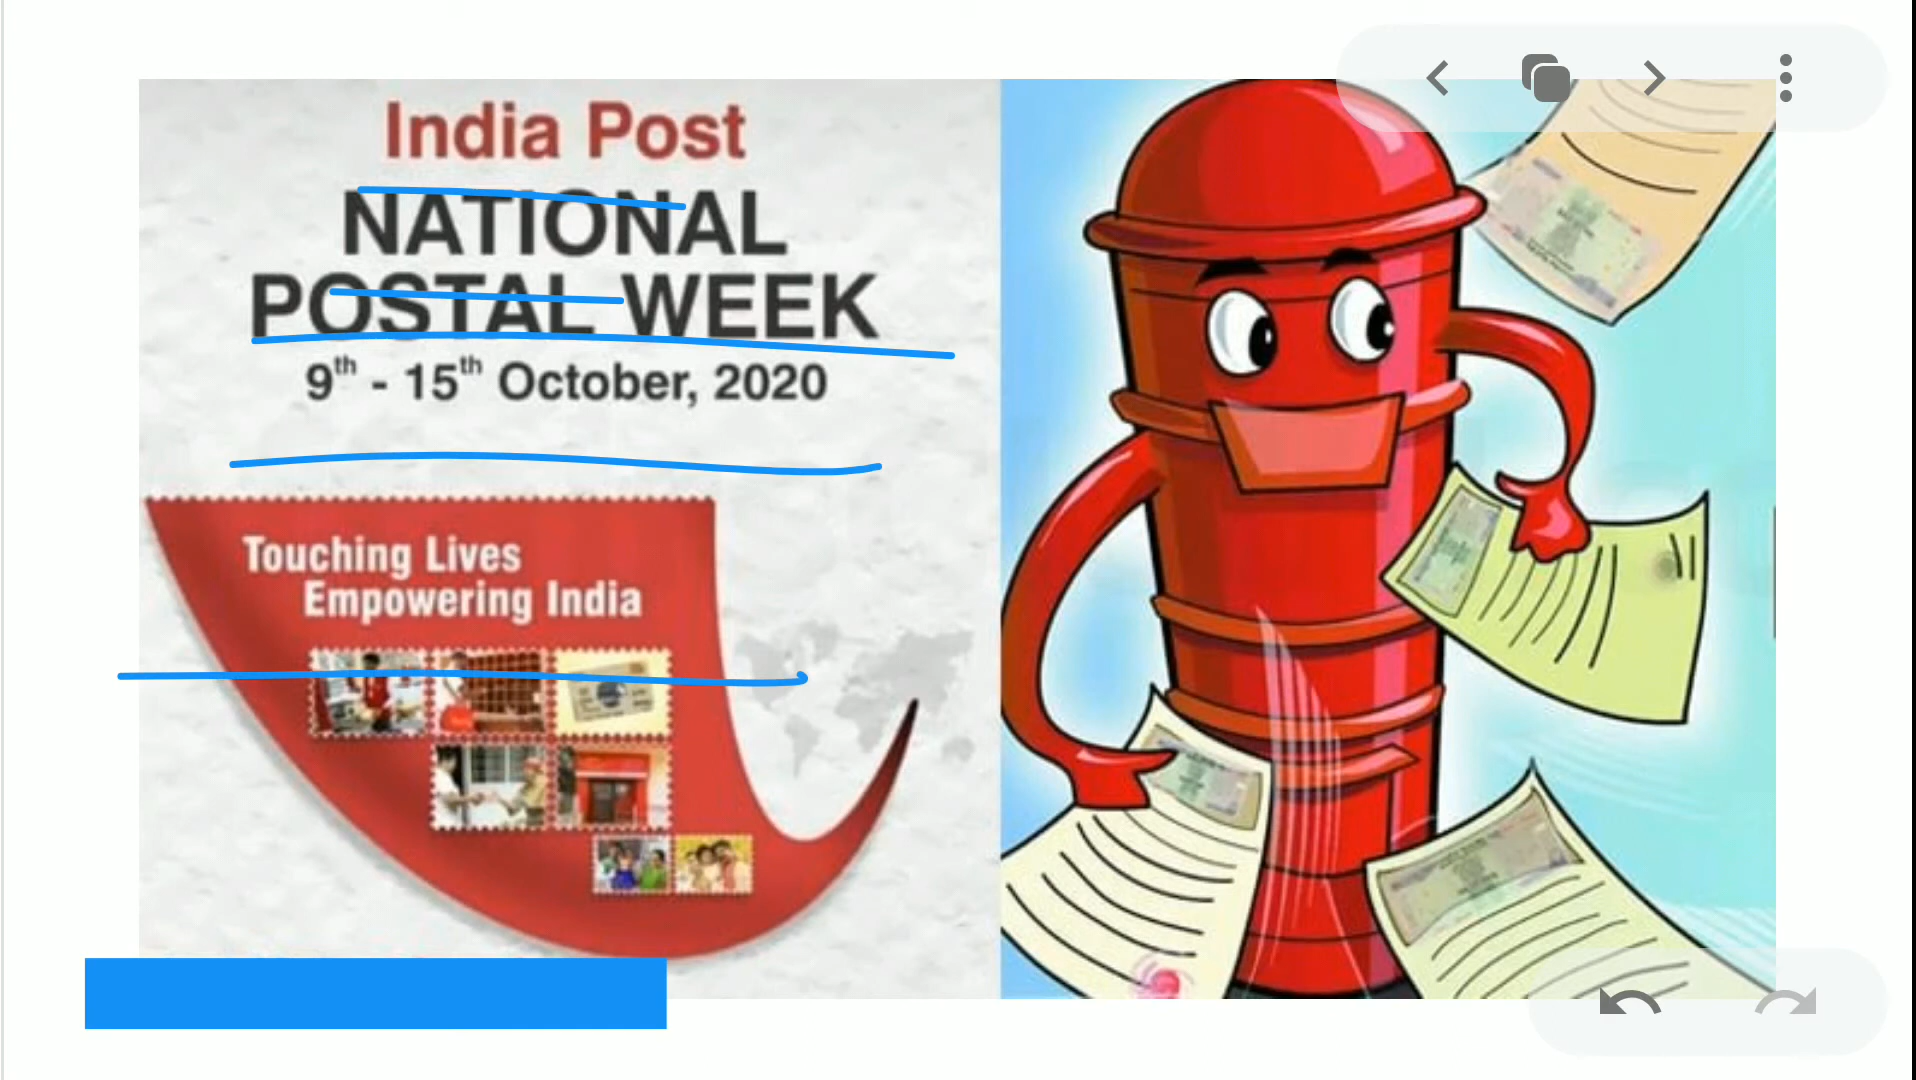 India Post
NATIONAL
POSTAL WEEK
9th - 15th October, 2020
Touching Lives
Empowering India